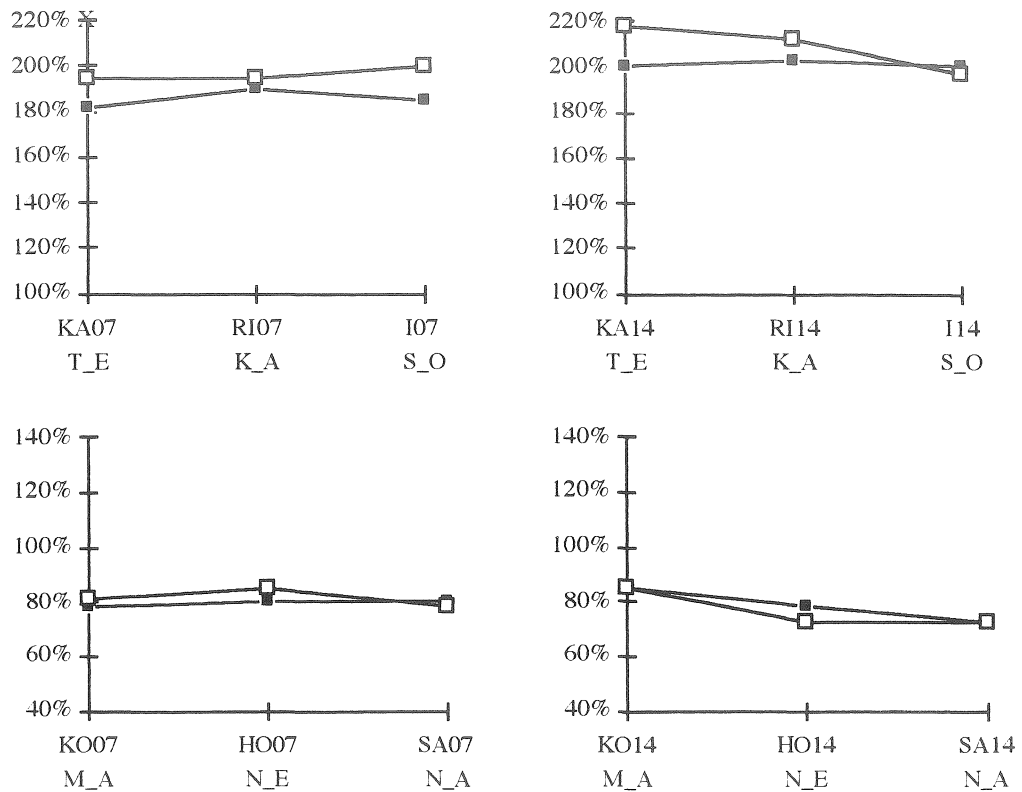 220% X
200%
180%
160%
140%
120%
100%
KA07 RI07 I07
T_E K_A S_O
220%
200%
180%
160%
140%
120%
100%
KA14 RI14 I14
T_E K_A S_O
140%
120%
100%
80%
60%
40%
KO07 HO07 SA07
M_A N_E N_A
140%
120%
100%
80%
60%
40%
KO14 HO14 SA14
M_A N_E N_A